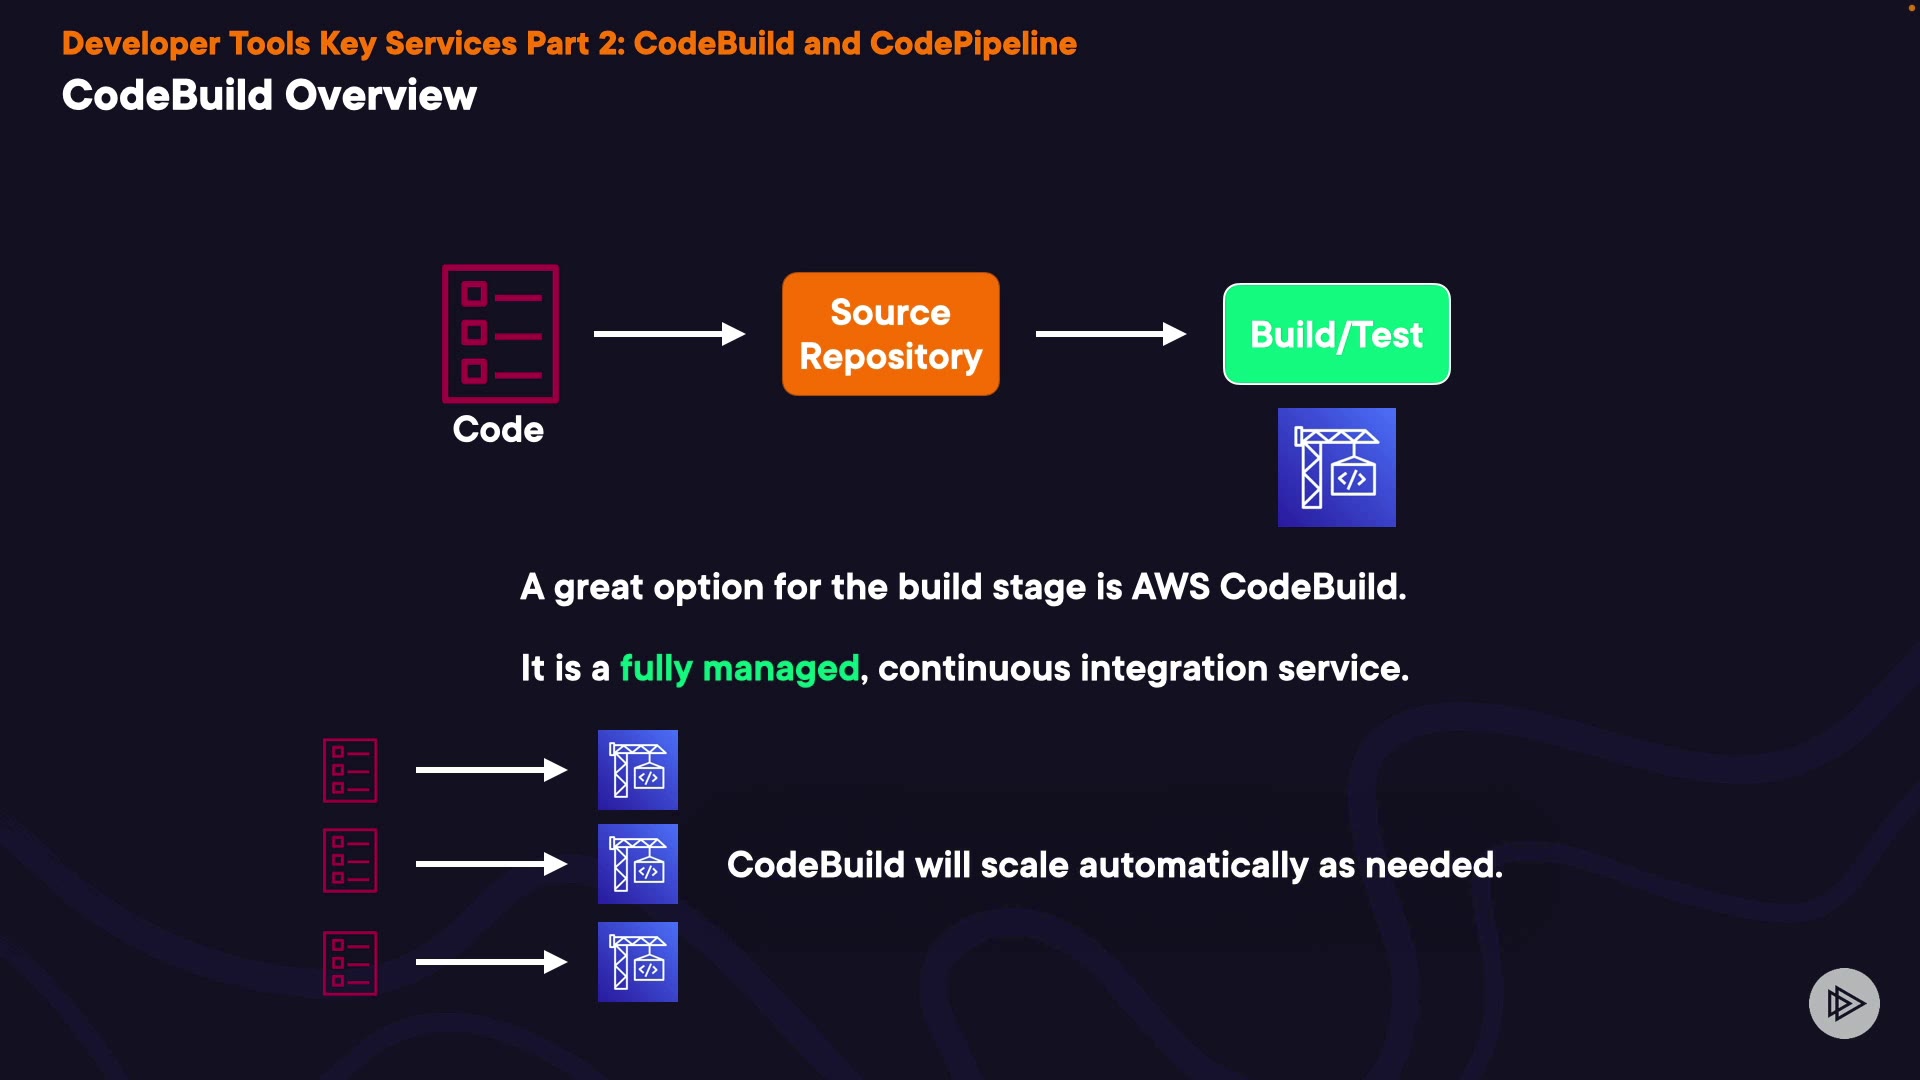 Developer Tools Key Services Part 2: CodeBuild and CodePipeline
CodeBuild Overview
Source
Repository
Build/Test
Code
</>
A great option for the build stage is AWS CodeBuild.
It is a fully managed, continuous integration service.
</>
</>
CodeBuild will scale automatically as needed.
</>